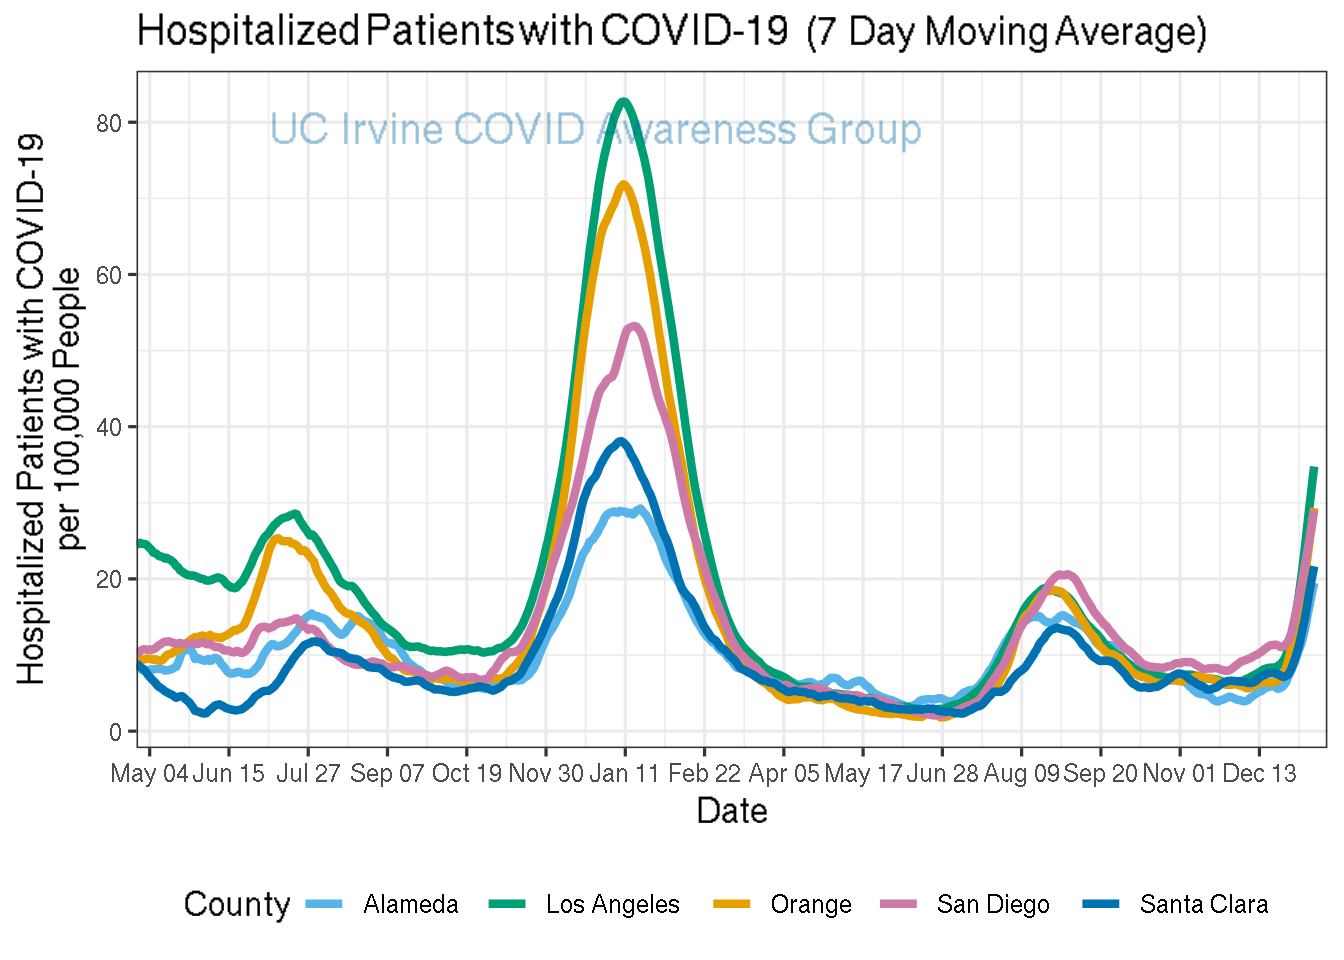 Hospitalized Patients with COVID-19 (7 Day Moving Average)
UC Irvine COVID Awareness Group
Hospitalized Patients with COVID-19
per 100,000 People
80
60
40
20
0
May 04 Jun 15 Jul 27 Sep 07 Oct 19 Nov 30 Jan 11 Feb 22 Apr 05 May 17 Jun 28 Aug 09 Sep 20 Nov 01 Dec 13
Date
County Alameda Los Angeles Orange San Diego Santa Clara